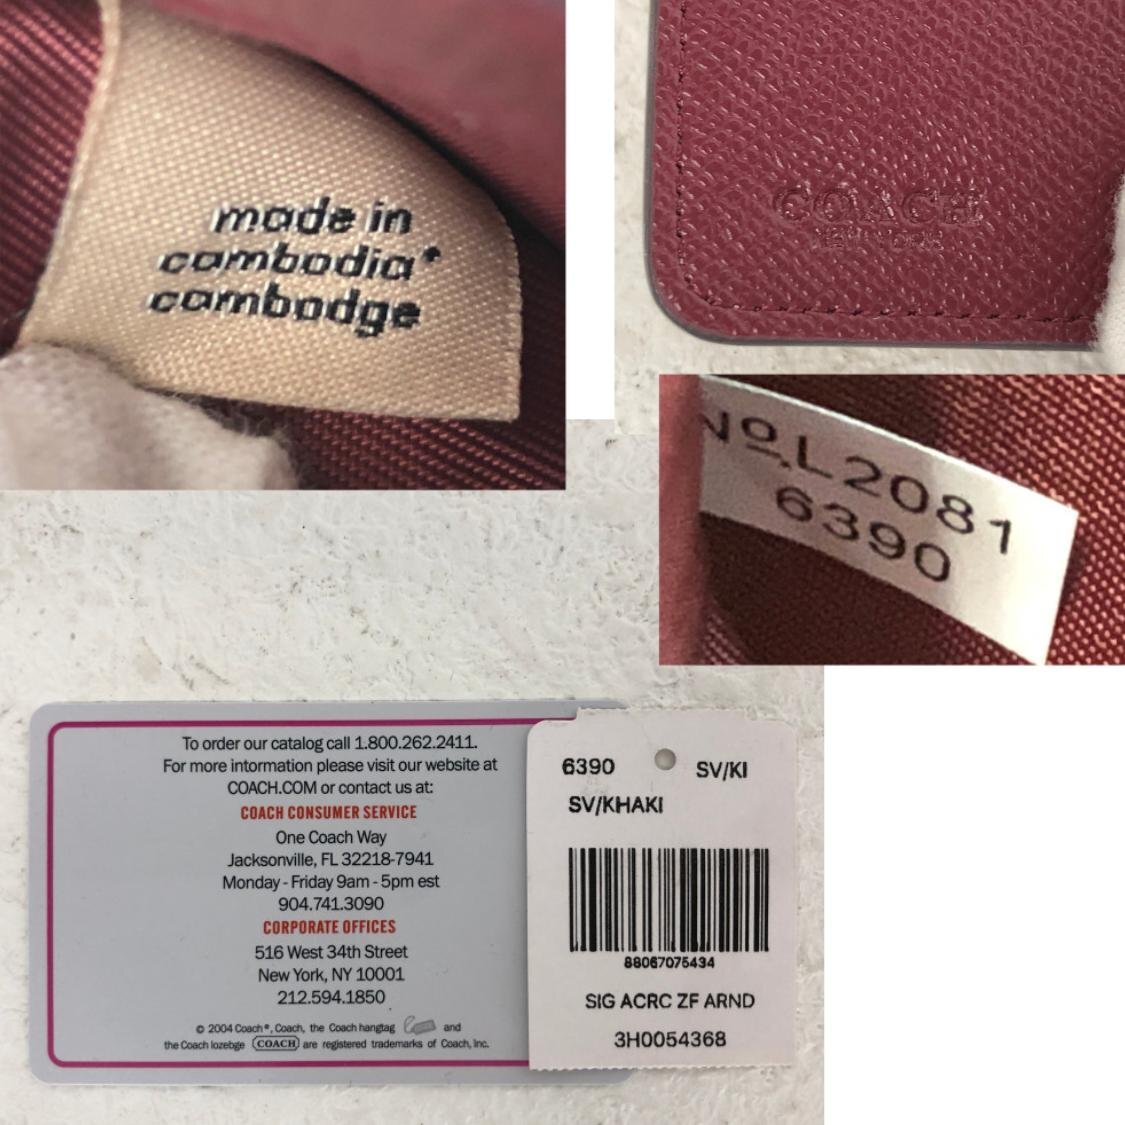 made in
cambodia*
cambodge
COACH
NEW YORK
Nº.L2081
6390
To order our catalog call 1.800.262.2411.
For more information please visit our website at
COACH.COM or contact us at:
COACH CONSUMER SERVICE
One Coach Way
Jacksonville, FL 32218-7941
Monday - Friday 9am - 5pm est
904.741.3090
CORPORATE OFFICES
516 West 34th Street
New York, NY 10001
212.594.1850
© 2004 Coach®, Coach, the Coach hangtag and
the Coach lozebge COACH are registered trademarks of Coach, Inc.
6390 SV/KI
SV/KHAKI
88067075434
SIG ACRC ZF ARND
3H0054368